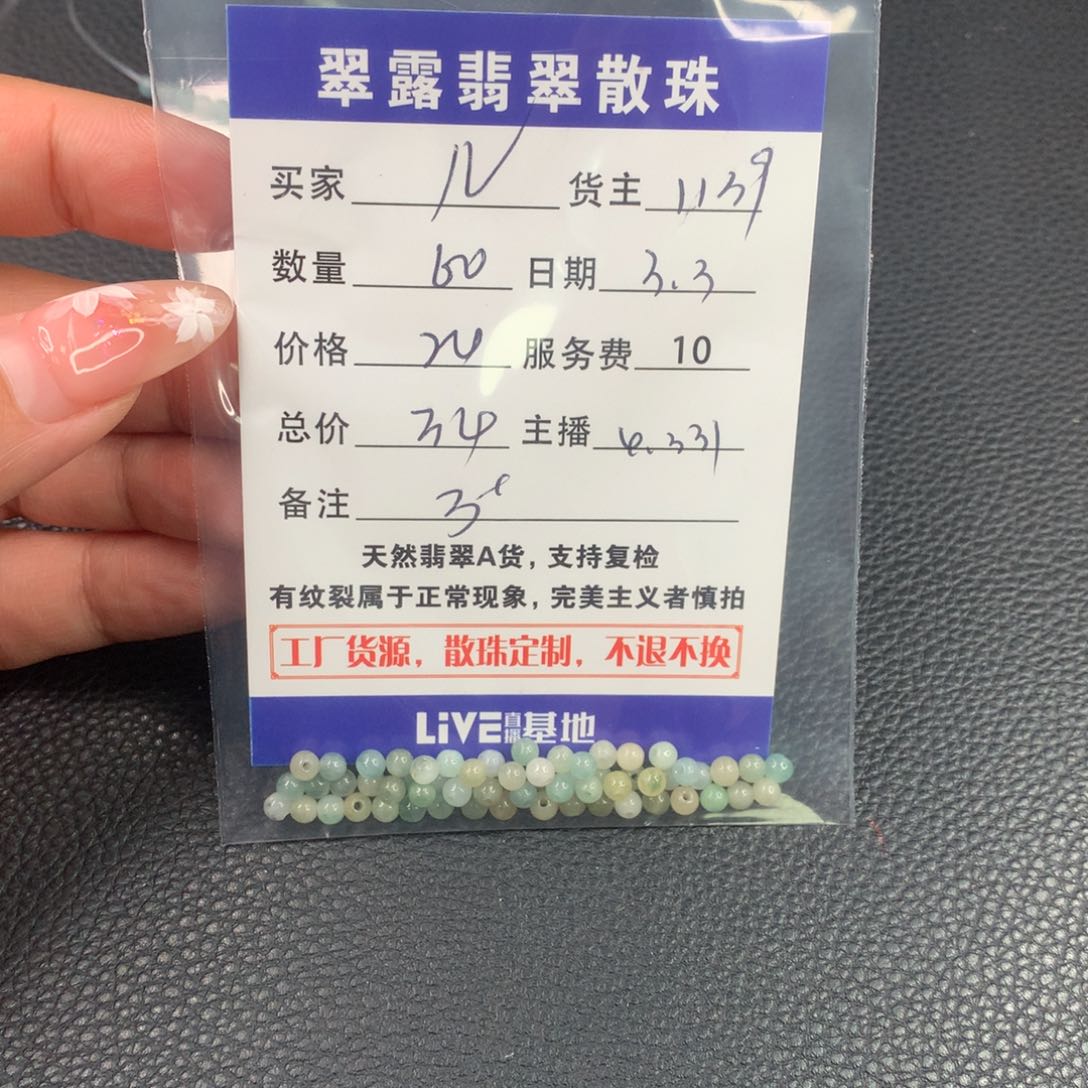 翠露翡翠散珠
买家 货主 1139
数量 60 日期 3.3
价格 24 服务费 10
总价 34 主播
备注
天然翡翠A货，支持复检
有纹裂属于正常现象，完美主义者慎拍
工厂货源，散珠定制，不退不换
LiVE直播基地